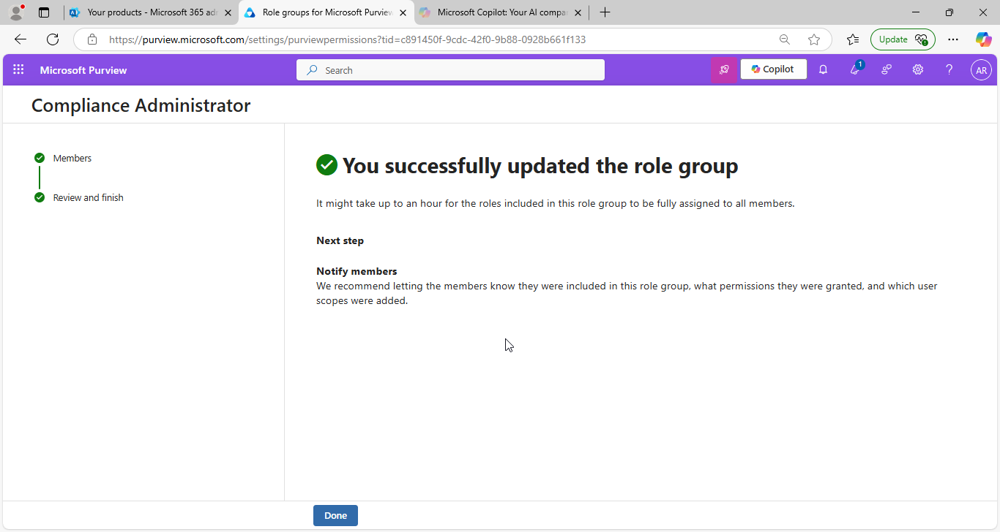 Your products - Microsoft 365 adr
Role groups for Microsoft Purview
Microsoft Copilot: Your AI compa
https://purview.microsoft.com/settings/purviewpermissions?tid=c891450f-9cdc-42f0-9b88-0928b661f133
Update
Microsoft Purview
Search
Copilot
1
AR
Compliance Administrator
Members
Review and finish
You successfully updated the role group
It might take up to an hour for the roles included in this role group to be fully assigned to all members.
Next step
Notify members
We recommend letting the members know they were included in this role group, what permissions they were granted, and which user
scopes were added.
Done